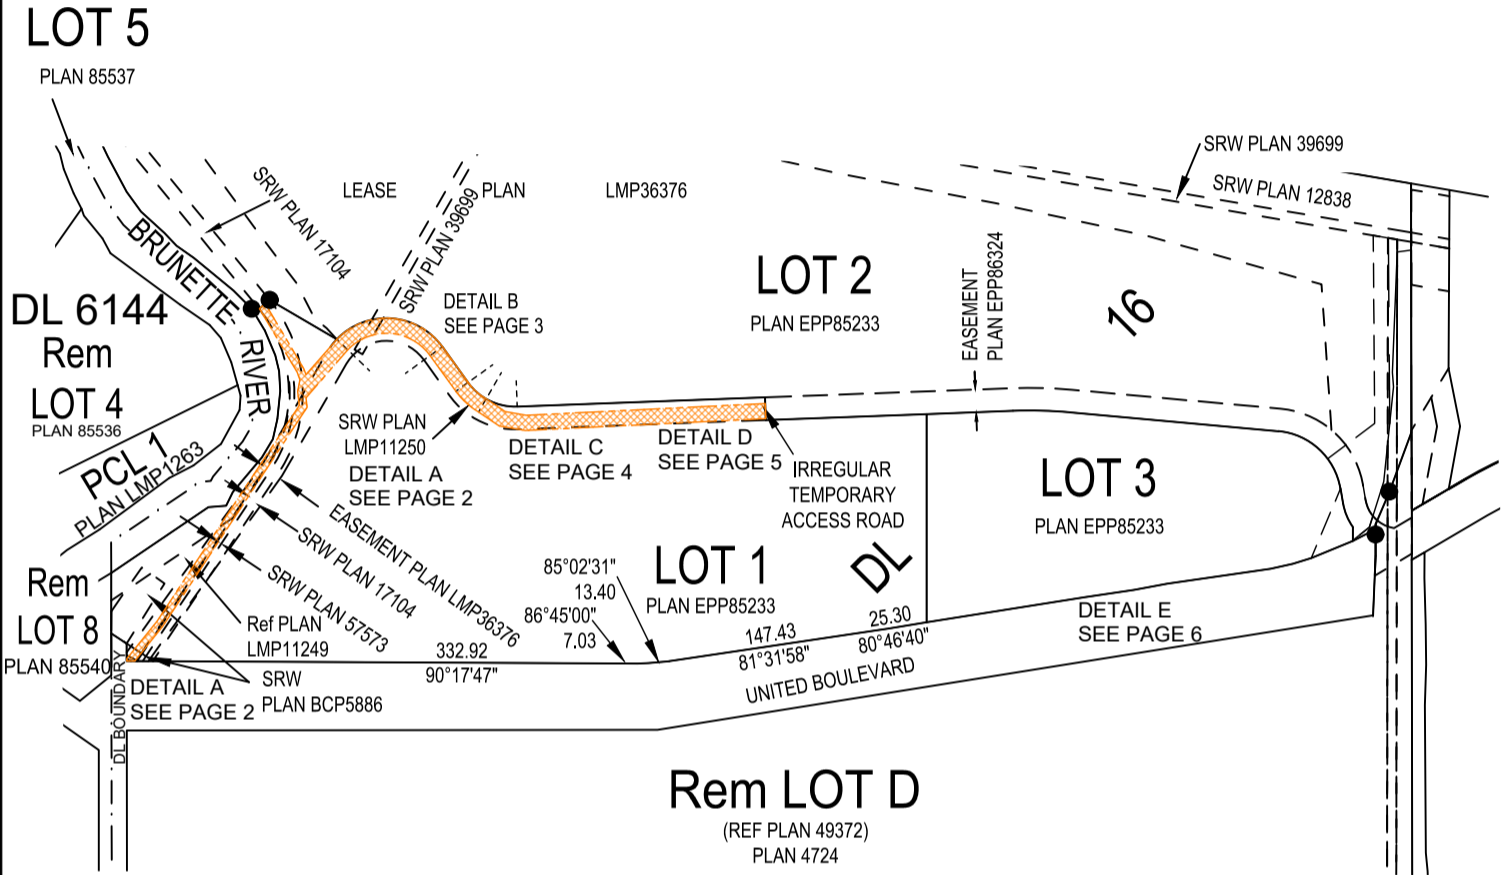 LOT 5
PLAN 85537
SRW PLAN 39699
SRW PLAN 12838
LEASE PLAN LMP36376
SRW PLAN 17104
SRW PLAN 39699
BRUNETTE RIVER
DL 6144
Rem
LOT 4
PLAN 85536
DETAIL B
SEE PAGE 3
LOT 2
PLAN EPP85233
EASEMENT
PLAN EPP86324
16
PCL 1
PLAN LMP1263
SRW PLAN
LMP11250
DETAIL A
SEE PAGE 2
DETAIL C
SEE PAGE 4
DETAIL D
SEE PAGE 5
IRREGULAR
TEMPORARY
ACCESS ROAD
LOT 3
PLAN EPP85233
EASEMENT PLAN LMP36376
SRW PLAN 17104
SRW PLAN 57573
Ref PLAN
LMP11249
Rem
LOT 8
PLAN 85540
85°02'31"
13.40
86°45'00"
7.03
LOT 1
PLAN EPP85233
DL
332.92
90°17'47"
147.43
81°31'58"
25.30
80°46'40"
UNITED BOULEVARD
DETAIL E
SEE PAGE 6
DETAIL A
SEE PAGE 2
SRW
PLAN BCP5886
DL BOUNDARY
Rem LOT D
(REF PLAN 49372)
PLAN 4724